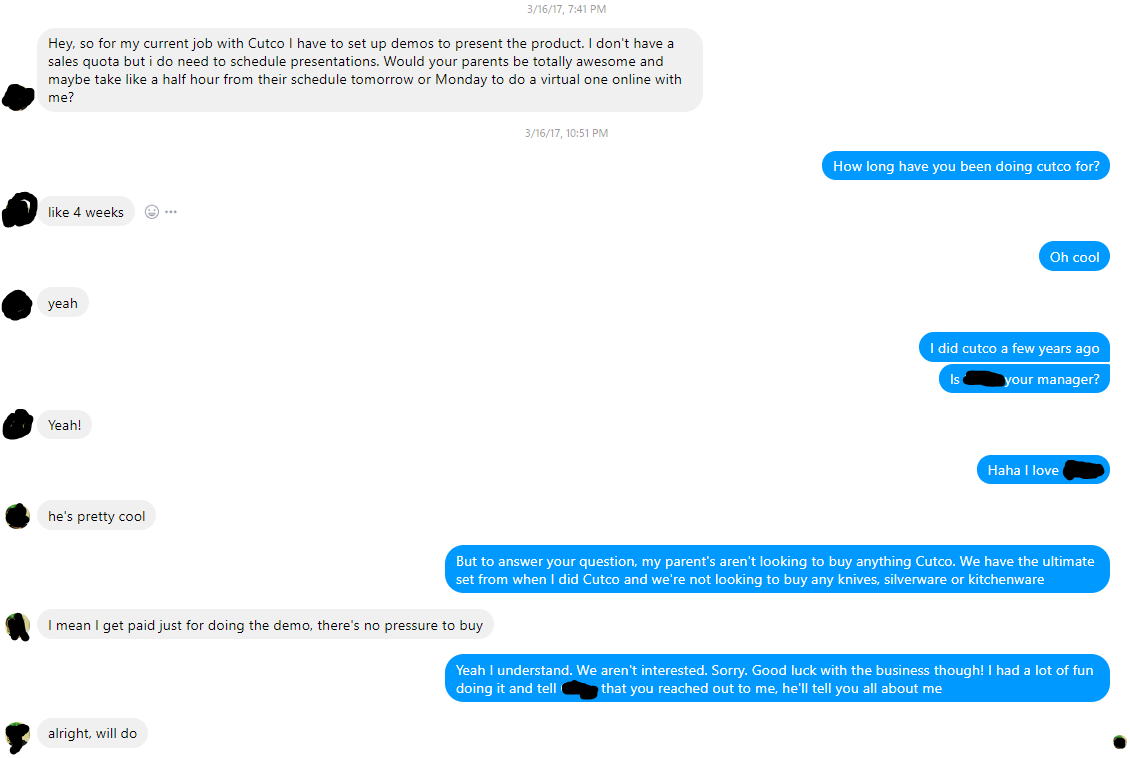 3/16/17, 7:41 PM
Hey, so for my current job with Cutco I have to set up demos to present the product. I don't have a
sales quota but i do need to schedule presentations. Would your parents be totally awesome and
maybe take like a half hour from their schedule tomorrow or Monday to do a virtual one online with
me?
3/16/17, 10:51 PM
How long have you been doing cutco for?
like 4 weeks
Oh cool
yeah
I did cutco a few years ago
Is your manager?
Yeah!
Haha I love
he's pretty cool
But to answer your question, my parent's aren't looking to buy anything Cutco. We have the ultimate
set from when I did Cutco and we're not looking to buy any knives, silverware or kitchenware
I mean I get paid just for doing the demo, there's no pressure to buy
Yeah I understand. We aren't interested. Sorry. Good luck with the business though! I had a lot of fun
doing it and tell that you reached out to me, he'll tell you all about me
alright, will do